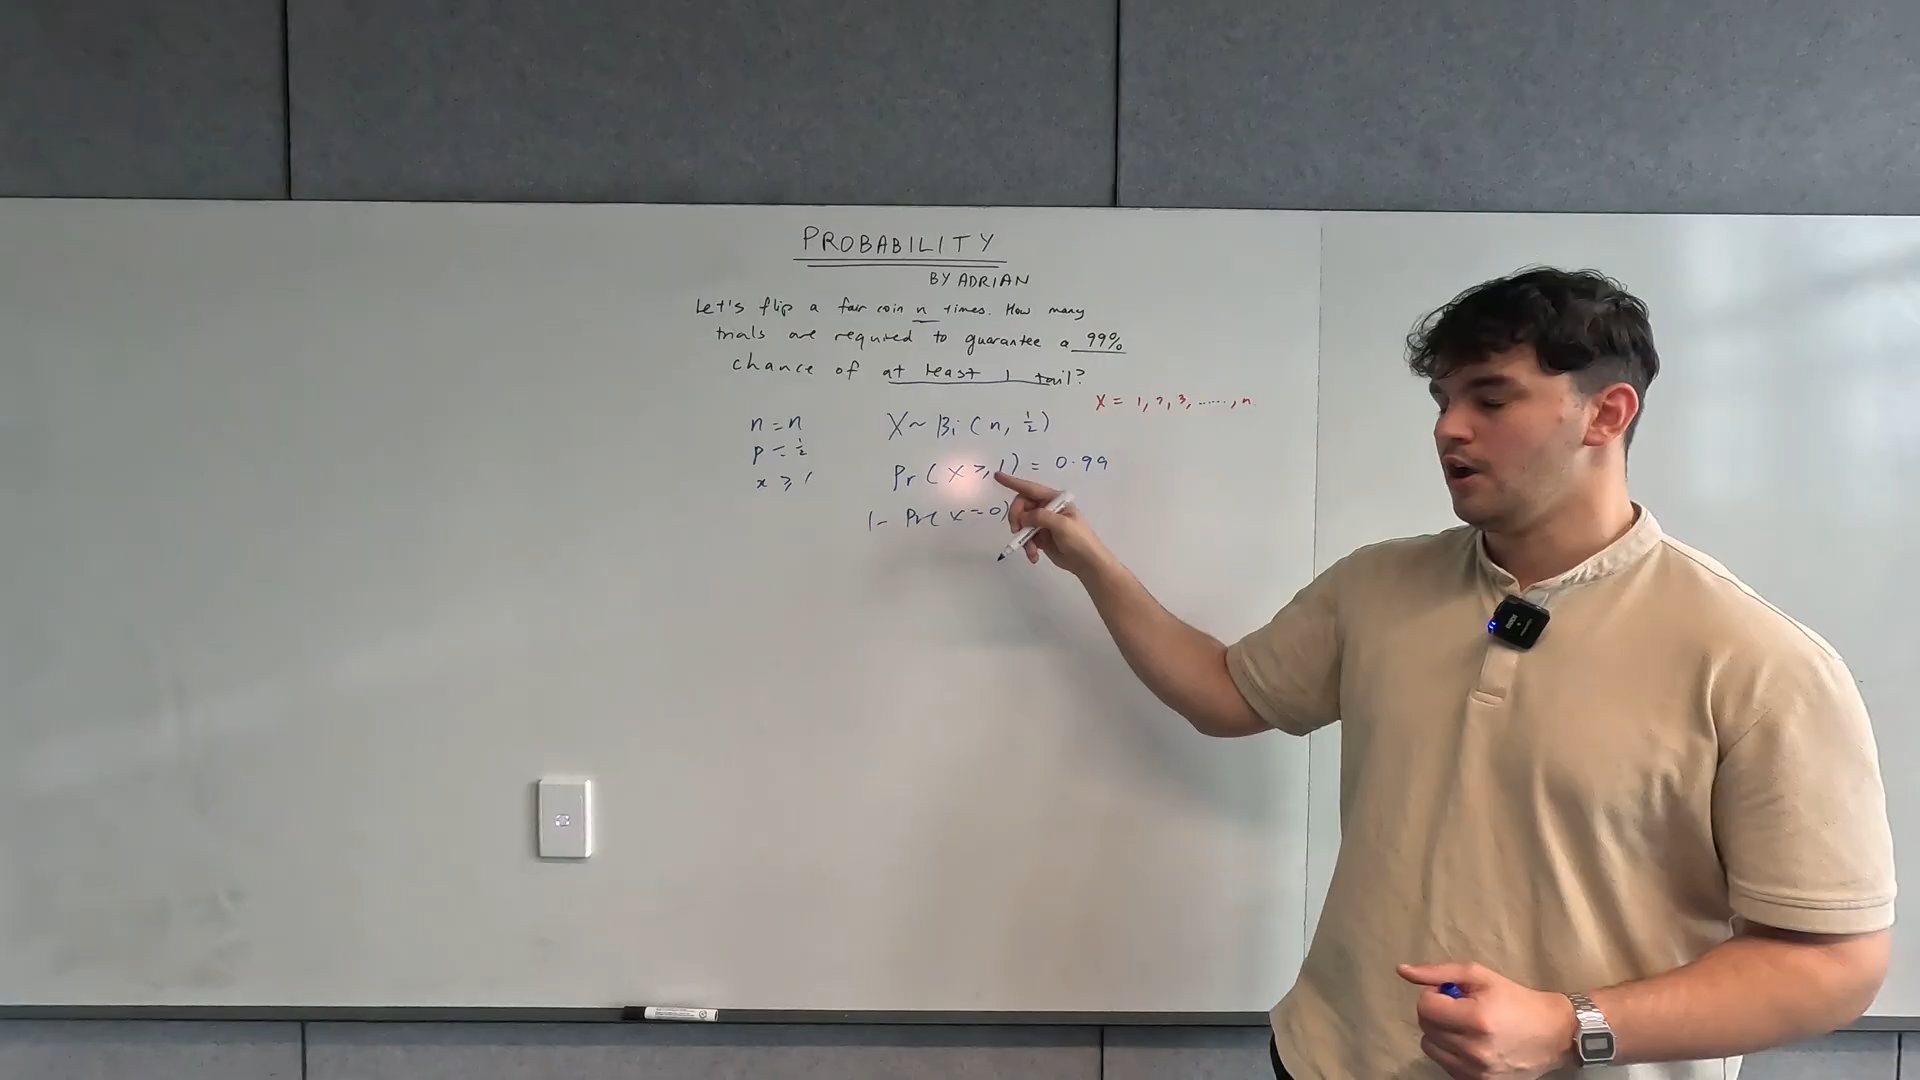 PROBABILITY
BY ADRIAN
Let's flip a fair coin n times. How many
trials are required to guarantee a 99%
chance of at least 1 tail?
X = 1, 2, 3, ......, n.
n = n
X ~ Bi (n, 1/2)
p = 1/2
Pr (X ≥ 1) = 0.99
x ≥ 1
1 - Pr(x = 0)